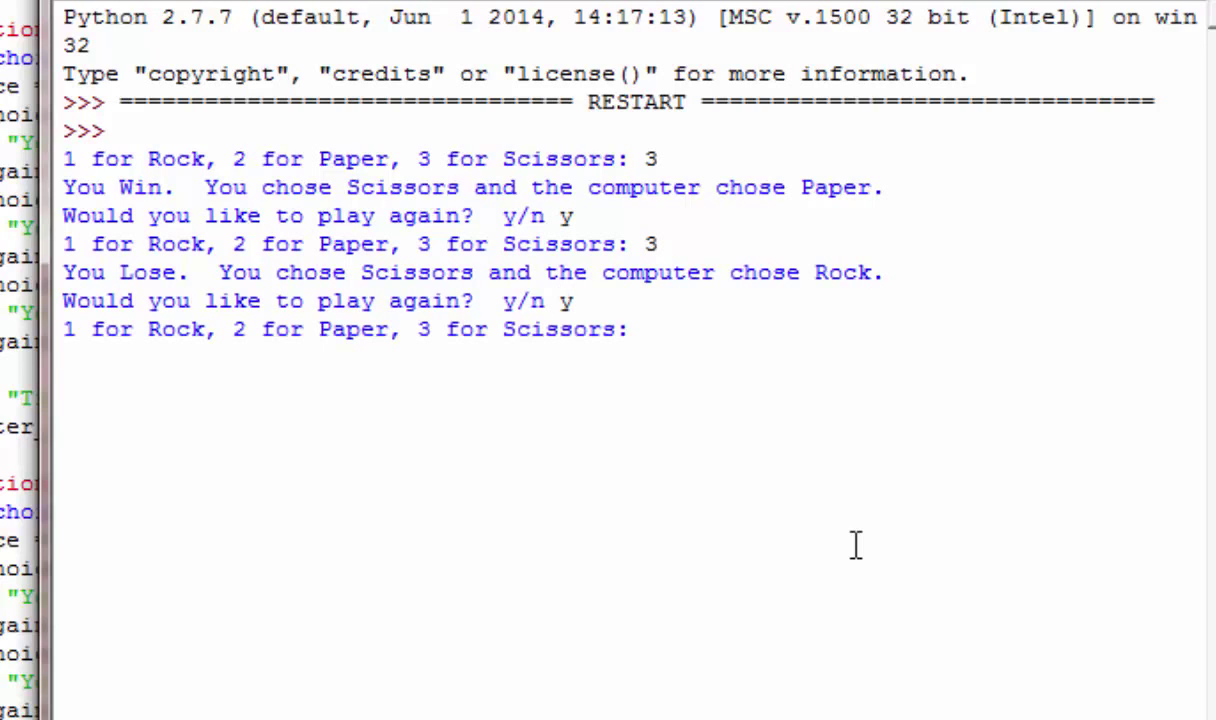 Python 2.7.7 (default, Jun  1 2014, 14:17:13) [MSC v.1500 32 bit (Intel)] on win
32
Type "copyright", "credits" or "license()" for more information.
>>> ================================ RESTART ================================
>>>
1 for Rock, 2 for Paper, 3 for Scissors: 3
You Win.  You chose Scissors and the computer chose Paper.
Would you like to play again?  y/n y
1 for Rock, 2 for Paper, 3 for Scissors: 3
You Lose.  You chose Scissors and the computer chose Rock.
Would you like to play again?  y/n y
1 for Rock, 2 for Paper, 3 for Scissors: